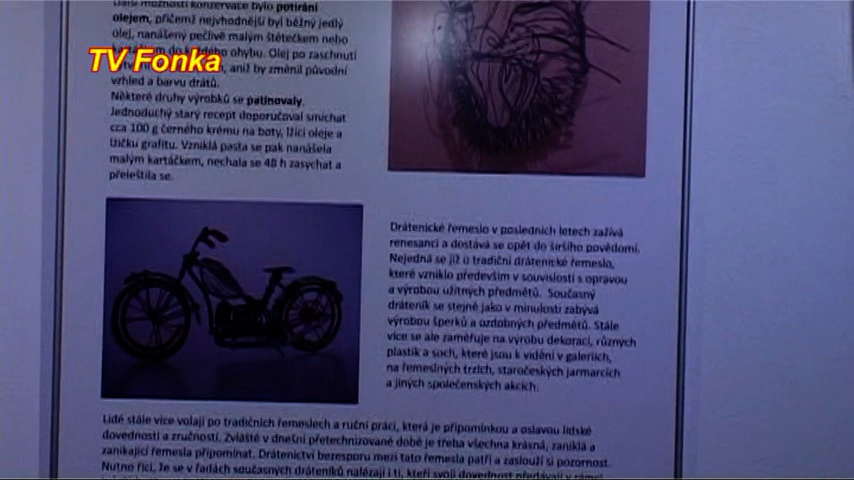 Další možností konzervace bylo potírání
olejem, přičemž nejvhodnější byl běžný jedlý
olej, nanášený pečlivě malým štětečkem nebo
do ohybu. Olej po zaschnutí
TV Fonka
aniž by změnil původní
vzhled a barvu drátů.
Některé druhy výrobků se patinovaly.
Jednoduchý starý recept doporučoval smíchat
cca 100 g černého krému na boty, lžíci oleje a
lžičku grafitu. Vzniklá pasta se pak nanášela
malým kartáčkem, nechala se 48 h zasychat a
přeleštila se.
Drátenické řemeslo v posledních letech zažívá
renesanci a dostává se opět do širšího povědomí.
Nejedná se již o tradiční drátenické řemeslo,
které vzniklo především v souvislosti s opravou
a výrobou užitných předmětů. Současný
dráteník se stejně jako v minulosti zabývá
výrobou šperků a ozdobných předmětů. Stále
více se ale zaměřuje na výrobu dekorací, různých
plastik a soch, které jsou k vidění v galeriích,
na řemeslných trzích, staročeských jarmarcích
a jiných společenských akcích.
Lidé stále více volají po tradičních řemeslech a ruční práci, která je připomínkou a oslavou lidské
dovednosti a zručnosti. Zvláště v dnešní přetechnizované době je třeba všechna krásná, zaniklá a
zanikající řemesla připomínat. Drátenictví bezesporu mezi tato řemesla patří a zaslouží si pozornost.
Nutno říci, že se v řadách současných dráteníků nalézají i ti, kteří svoji dovednost předávají v rámci